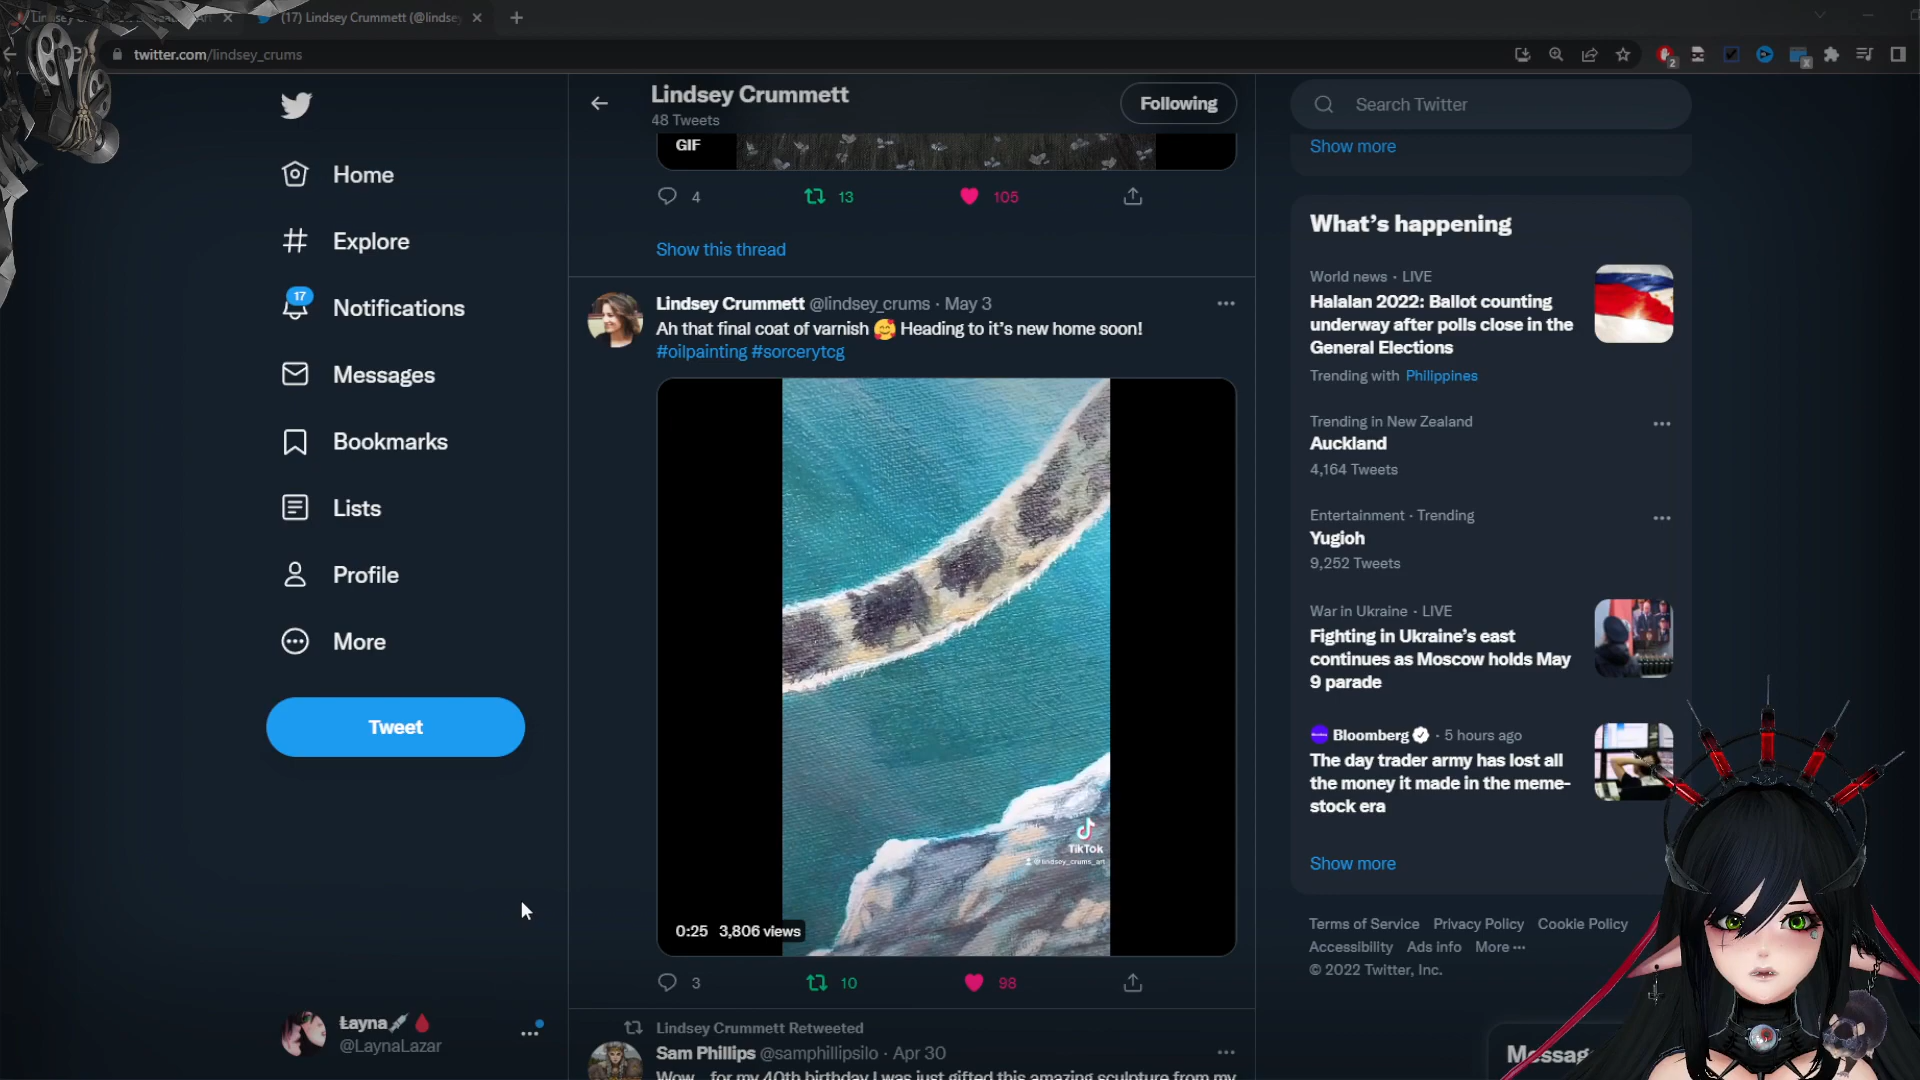 (17) Lindsey Crummett (@lindse
twitter.com/lindsey_crums
2
x
Home
Explore
17
Notifications
Messages
Bookmarks
Lists
Profile
More
Tweet
Łayna
@LaynaLazar
Lindsey Crummett
48 Tweets
Following
GIF
4
13
105
Show this thread
Lindsey Crummett @lindsey_crums · May 3
Ah that final coat of varnish 🥰 Heading to it's new home soon!
#oilpainting #sorcerytcg
TikTok
@lindsey_crums_art
0:25 3,806 views
3
10
98
Lindsey Crummett Retweeted
Sam Phillips @samphillipsilo · Apr 30
Wow... for my 40th birthday I was just gifted this amazing sculpture from my
Search Twitter
Show more
What's happening
World news · LIVE
Halalan 2022: Ballot counting
underway after polls close in the
General Elections
Trending with Philippines
Trending in New Zealand
Auckland
4,164 Tweets
Entertainment · Trending
Yugioh
9,252 Tweets
War in Ukraine · LIVE
Fighting in Ukraine's east
continues as Moscow holds May
9 parade
Bloomberg · 5 hours ago
The day trader army has lost all
the money it made in the meme-
stock era
Show more
Terms of Service Privacy Policy Cookie Policy
Accessibility Ads info More ···
© 2022 Twitter, Inc.
Messag